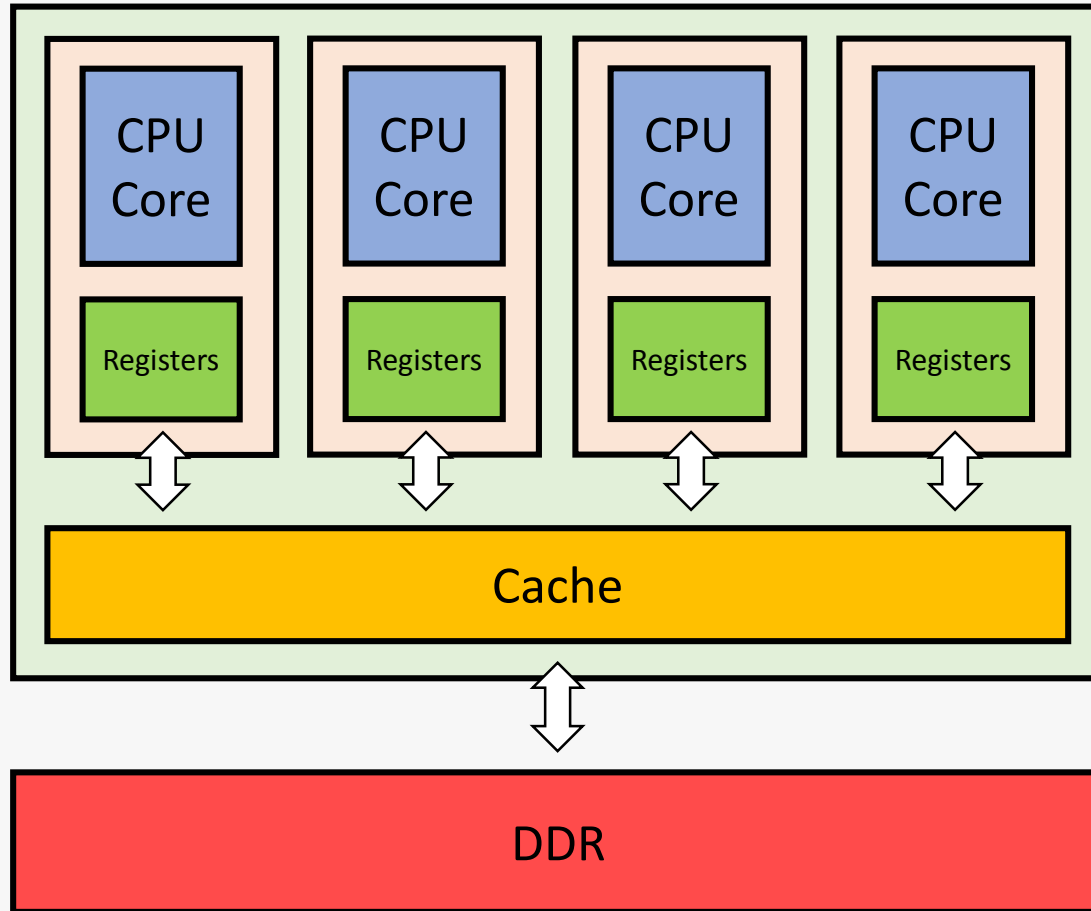 CPU
Core
CPU
Core
CPU
Core
CPU
Core
Registers
Registers
Registers
Registers
Cache
DDR